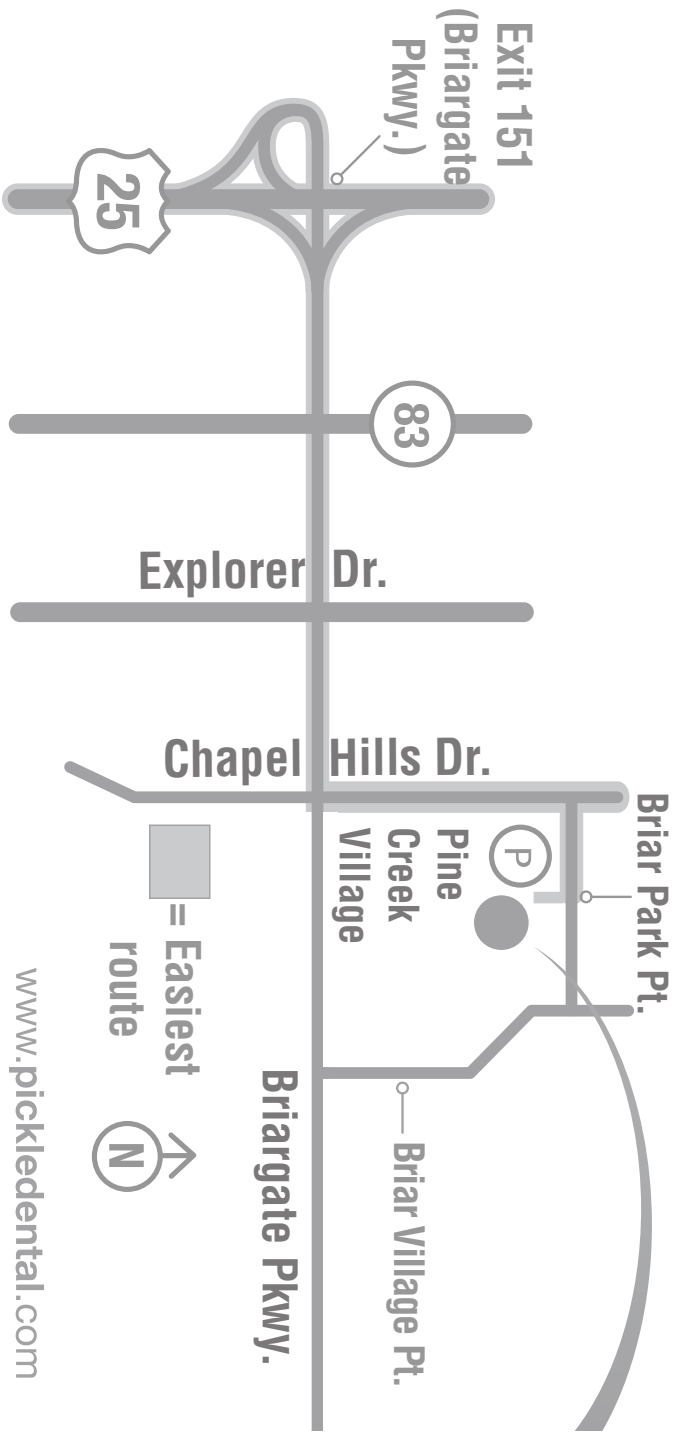 Exit 151
(Briargate
Pkwy.)
25
83
Explorer Dr.
Chapel Hills Dr.
Briar Park Pt.
P
Pine
Creek
Village
= Easiest
route
N
Briargate Pkwy.
Briar Village Pt.
www.pickledental.com